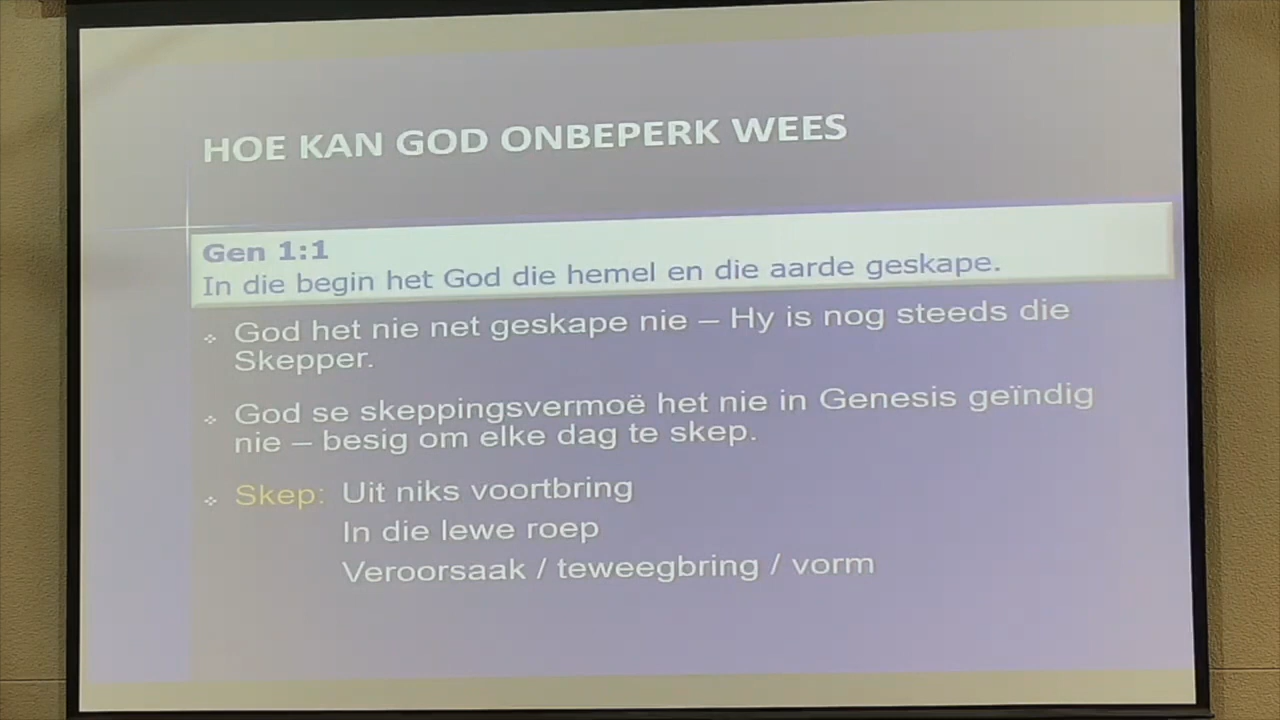 HOE KAN GOD ONBEPERK WEES
Gen 1:1
In die begin het God die hemel en die aarde geskape.
God het nie net geskape nie – Hy is nog steeds die
Skepper.
God se skeppingsvermoë het nie in Genesis geïndig
nie – besig om elke dag te skep.
Skep: Uit niks voortbring
In die lewe roep
Veroorsaak / teweegbring / vorm